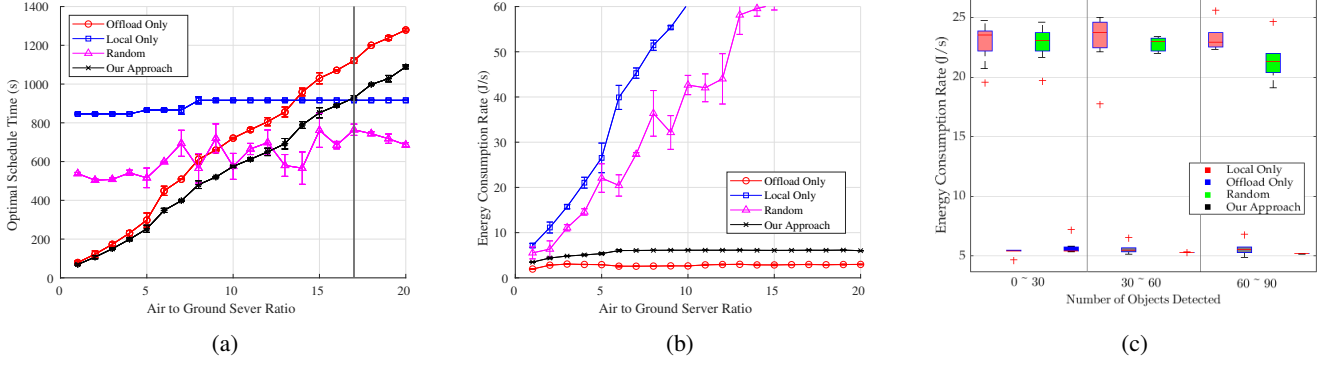 1400
1200
1000
800
600
400
200
0
0
5
10
15
20
Optimal Schedule Time (s)
Air to Ground Sever Ratio
Offload Only
Local Only
Random
Our Approach
(a)
60
50
40
30
20
10
0
0
5
10
15
20
Energy Consumption Rate (J/s)
Air to Ground Server Ratio
Offload Only
Local Only
Random
Our Approach
(b)
25
20
15
10
5
Energy Consumption Rate (J/s)
Local Only
Offload Only
Random
Our Approach
0 ~ 30
30 ~ 60
60 ~ 90
Number of Objects Detected
(c)